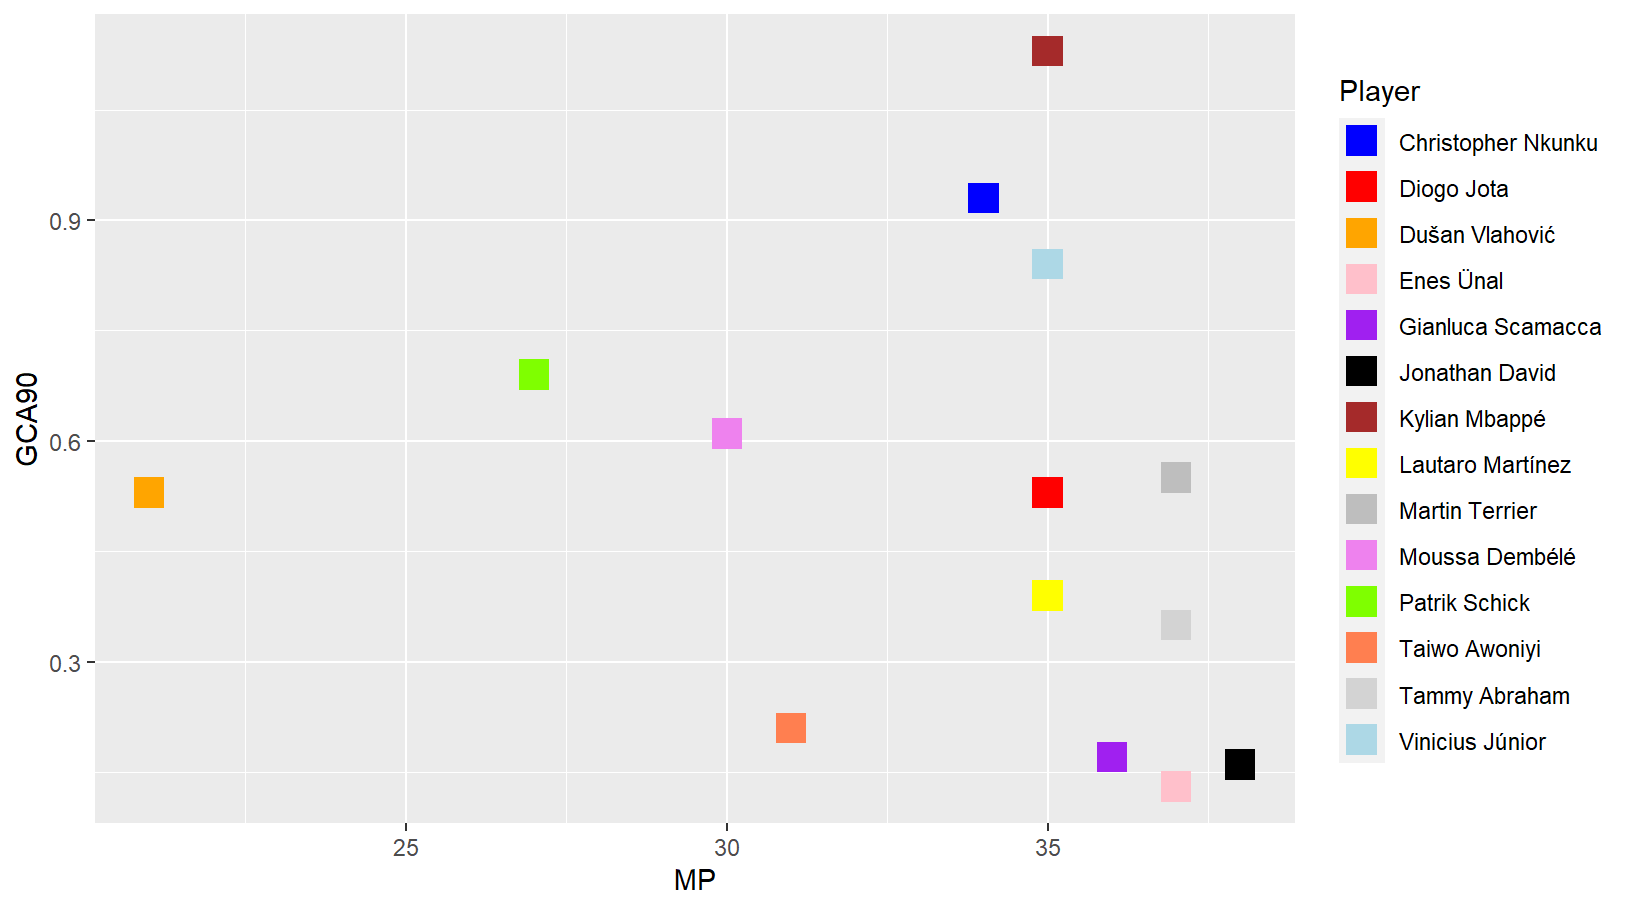 GCA90
0.9
0.6
0.3
25
30
35
MP
Player
Christopher Nkunku
Diogo Jota
Dušan Vlahović
Enes Ünal
Gianluca Scamacca
Jonathan David
Kylian Mbappé
Lautaro Martínez
Martin Terrier
Moussa Dembélé
Patrik Schick
Taiwo Awoniyi
Tammy Abraham
Vinicius Júnior